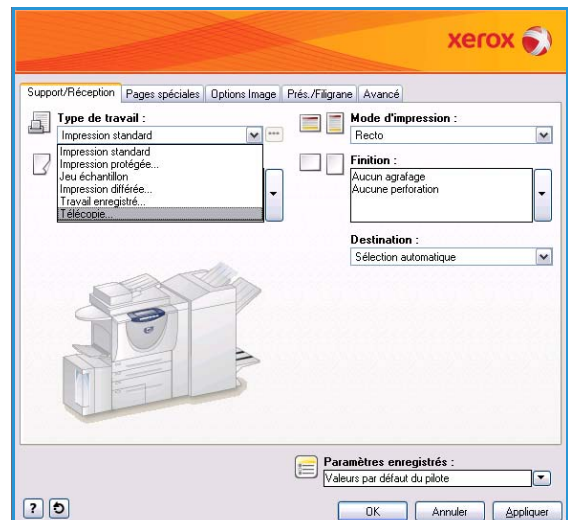 xerox
Support/Réception Pages spéciales Options Image Prés./Filigrane Avancé
Type de travail :
Impression standard
Impression standard
Impression protégée...
Jeu échantillon
Impression différée...
Travail enregistré...
Télécopie...
Mode d'impression :
Recto
Finition :
Aucun agrafage
Aucune perforation
Destination :
Sélection automatique
Paramètres enregistrés :
Valeurs par défaut du pilote
? OK Annuler Appliquer